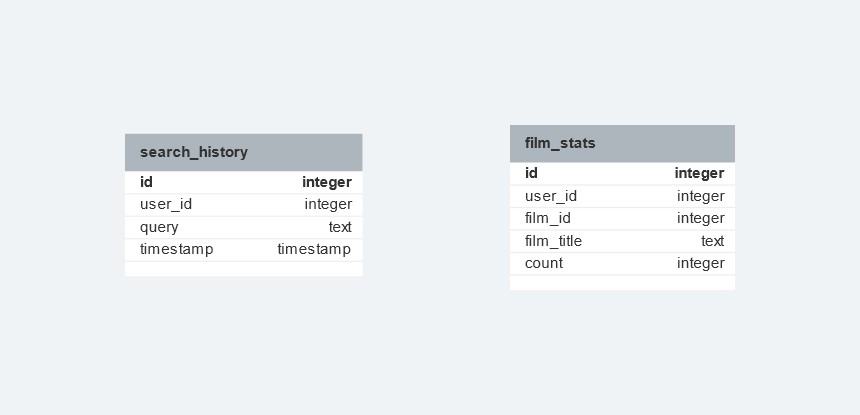 search_history
id integer
user_id integer
query text
timestamp timestamp
film_stats
id integer
user_id integer
film_id integer
film_title text
count integer